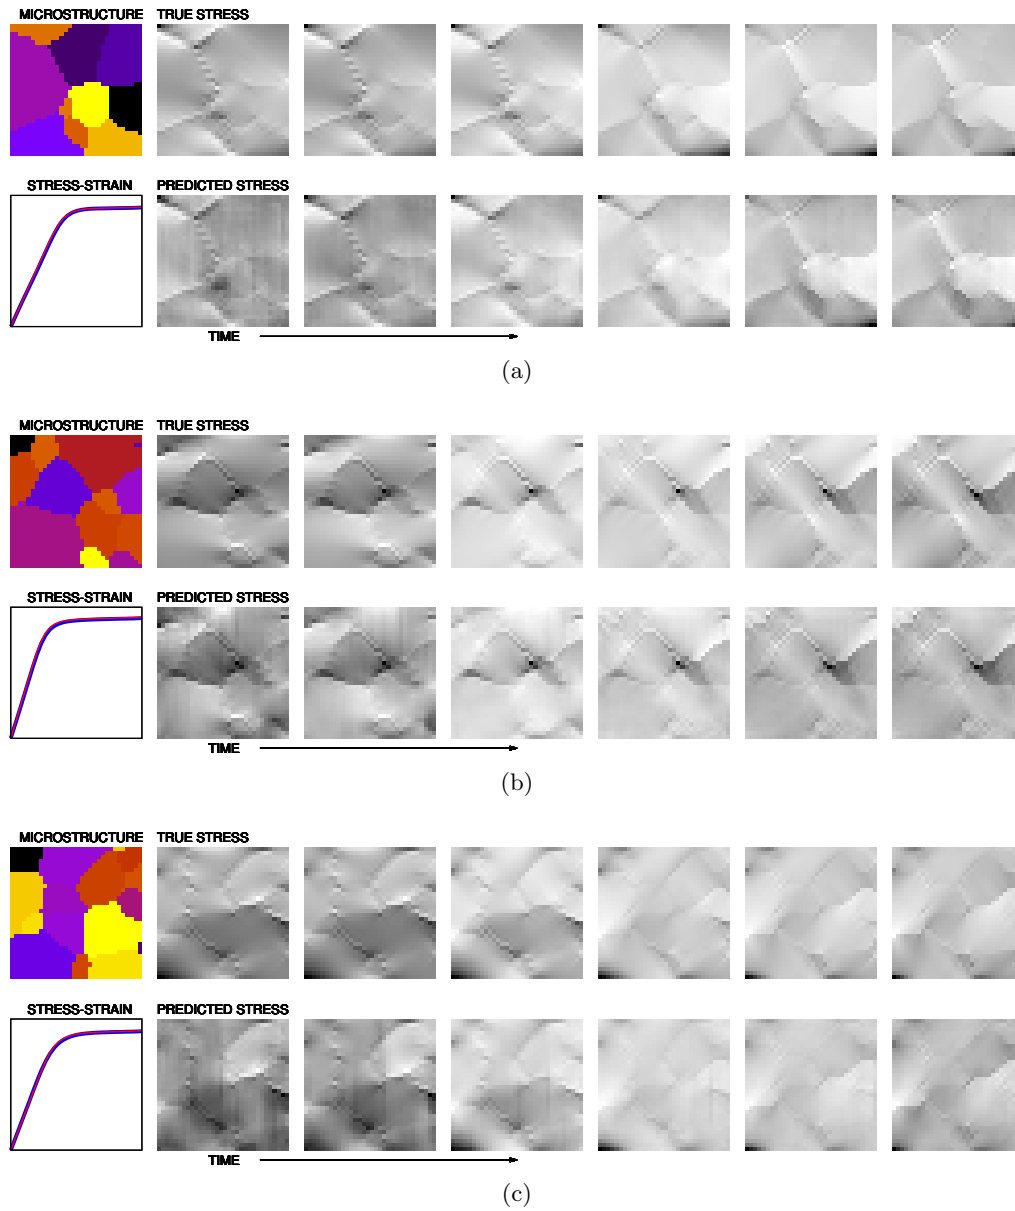 MICROSTRUCTURE TRUE STRESS
STRESS-STRAIN PREDICTED STRESS
TIME
(a)
MICROSTRUCTURE TRUE STRESS
STRESS-STRAIN PREDICTED STRESS
TIME
(b)
MICROSTRUCTURE TRUE STRESS
STRESS-STRAIN PREDICTED STRESS
TIME
(c)